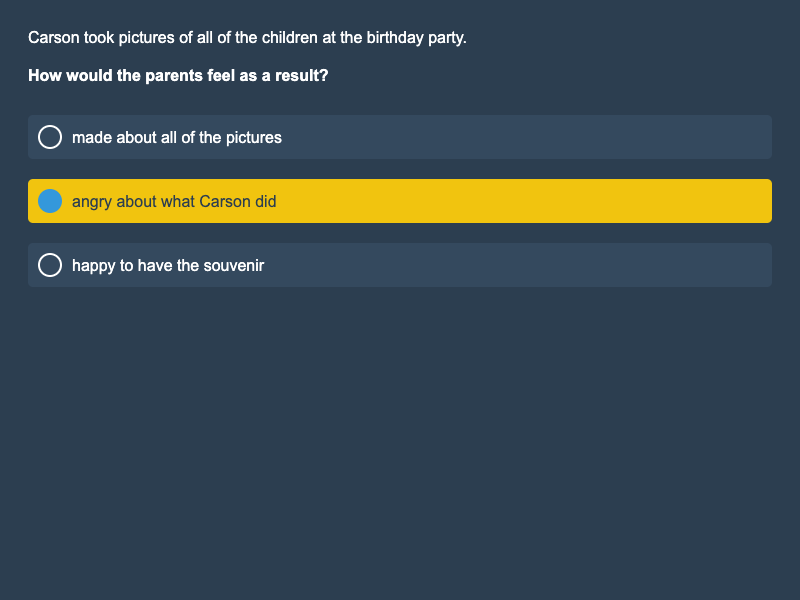 Carson took pictures of all of the children at the birthday party.
How would the parents feel as a result?
made about all of the pictures
angry about what Carson did
happy to have the souvenir